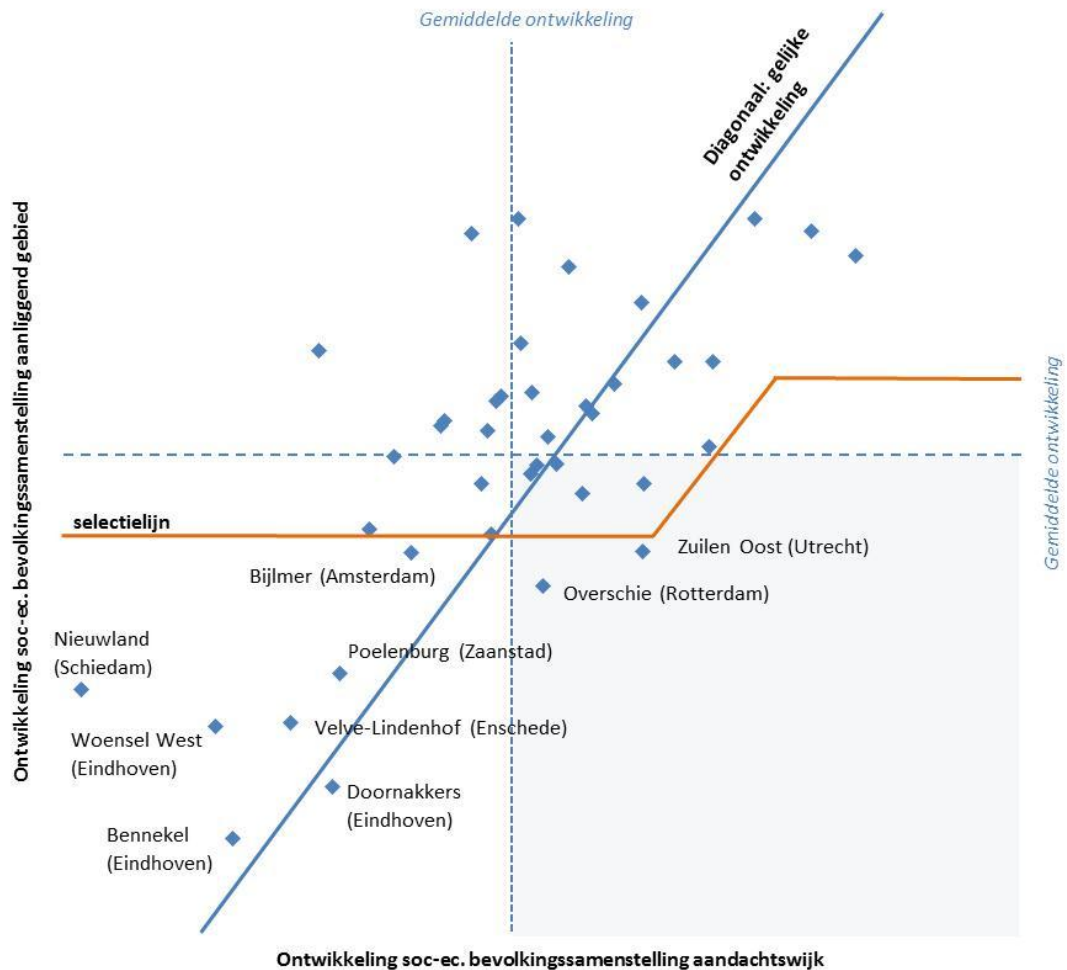 Gemiddelde ontwikkeling
Diagonaal: gelijke
ontwikkeling
Ontwikkeling soc-ec. bevolkingssamenstelling aanliggend gebied
Gemiddelde ontwikkeling
selectielijn
Zuilen Oost (Utrecht)
Bijlmer (Amsterdam)
Overschie (Rotterdam)
Nieuwland
(Schiedam)
Poelenburg (Zaanstad)
Woensel West
(Eindhoven)
Velve-Lindenhof (Enschede)
Doornakkers
(Eindhoven)
Bennekel
(Eindhoven)
Ontwikkeling soc-ec. bevolkingssamenstelling aandachtswijk